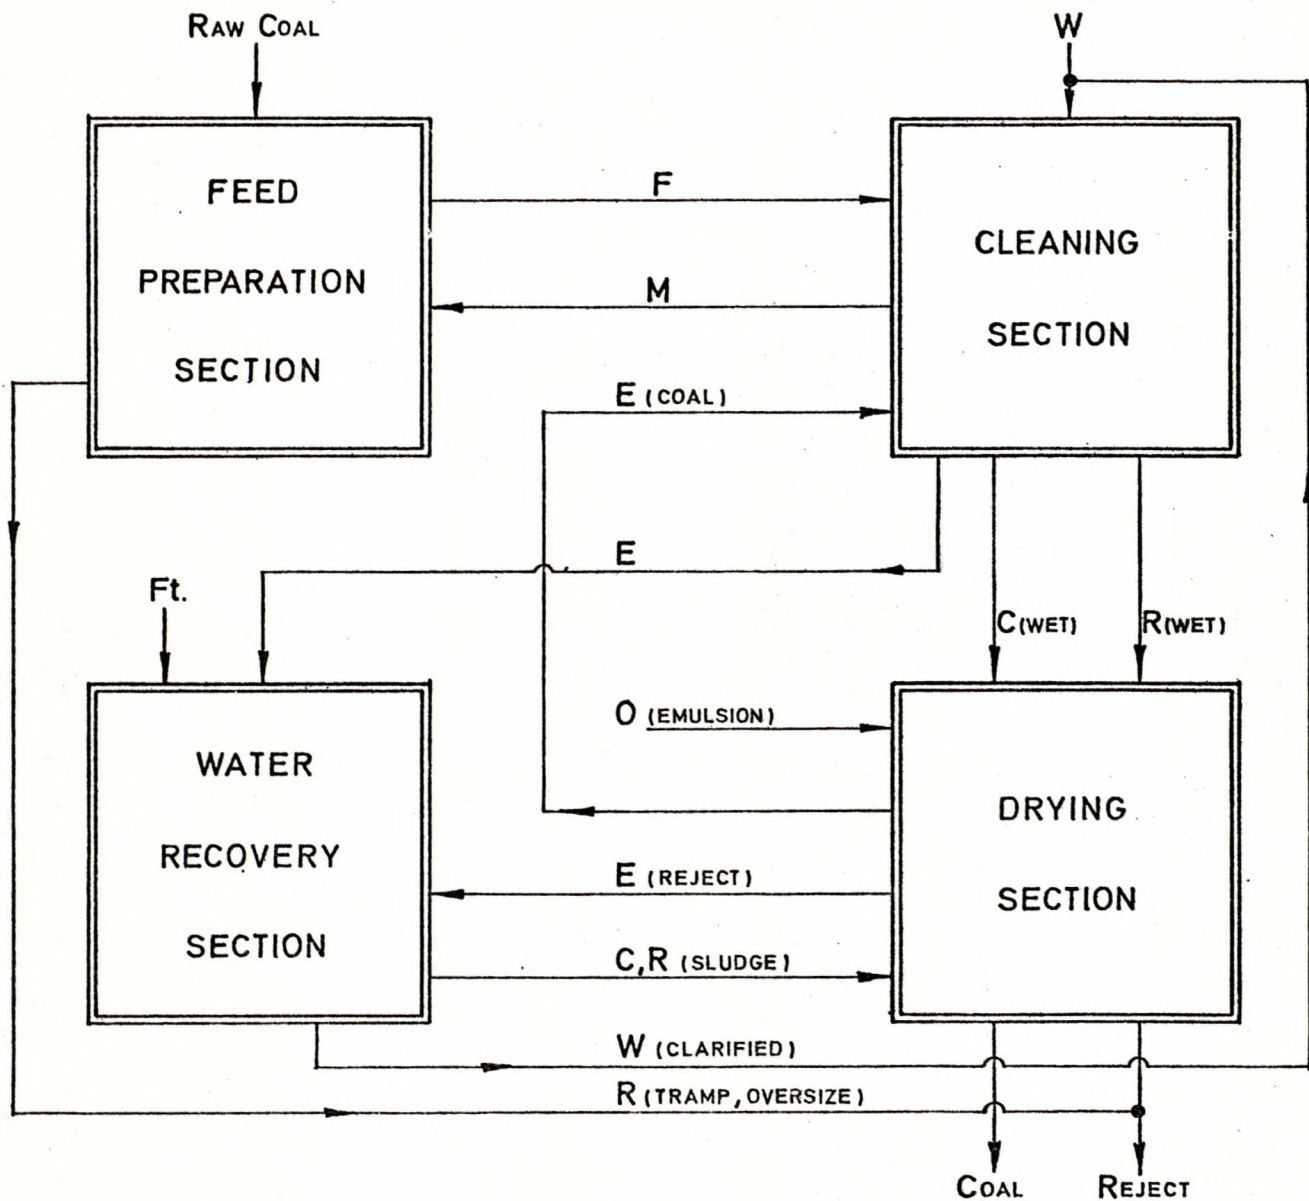 RAW COAL
W
FEED
PREPARATION
SECTION
F
M
CLEANING
SECTION
E (COAL)
E
Ft.
C(WET)
R(WET)
WATER
RECOVERY
SECTION
O (EMULSION)
DRYING
SECTION
E (REJECT)
C,R (SLUDGE)
W (CLARIFIED)
R (TRAMP, OVERSIZE)
COAL
REJECT